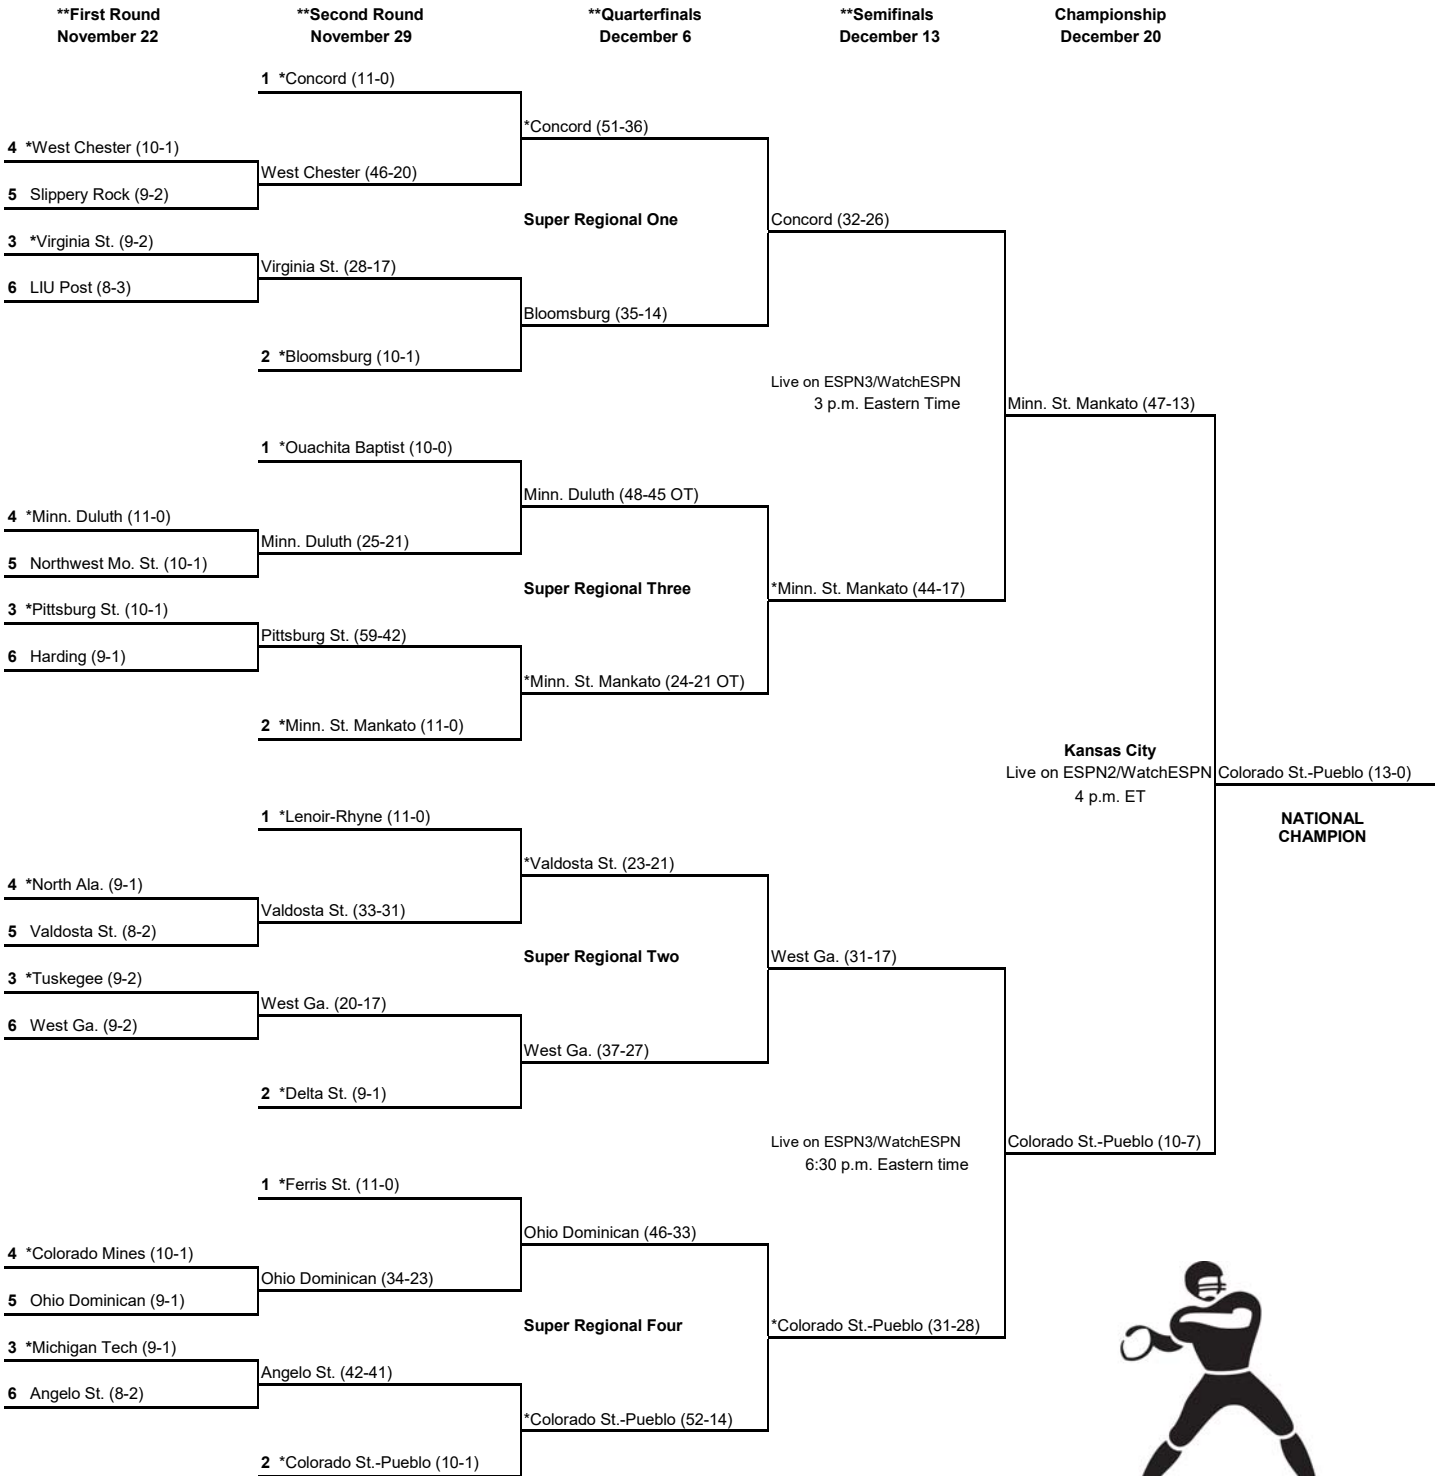 **First Round
November 22
**Second Round
November 29
**Quarterfinals
December 6
**Semifinals
December 13
Championship
December 20
1 *Concord (11-0)
*Concord (51-36)
4 *West Chester (10-1)
West Chester (46-20)
5 Slippery Rock (9-2)
Super Regional One
Concord (32-26)
3 *Virginia St. (9-2)
Virginia St. (28-17)
6 LIU Post (8-3)
Bloomsburg (35-14)
2 *Bloomsburg (10-1)
Live on ESPN3/WatchESPN
3 p.m. Eastern Time
Minn. St. Mankato (47-13)
1 *Ouachita Baptist (10-0)
Minn. Duluth (48-45 OT)
4 *Minn. Duluth (11-0)
Minn. Duluth (25-21)
5 Northwest Mo. St. (10-1)
Super Regional Three
*Minn. St. Mankato (44-17)
3 *Pittsburg St. (10-1)
Pittsburg St. (59-42)
6 Harding (9-1)
*Minn. St. Mankato (24-21 OT)
2 *Minn. St. Mankato (11-0)
Kansas City
Live on ESPN2/WatchESPN
4 p.m. ET
Colorado St.-Pueblo (13-0)
NATIONAL
CHAMPION
1 *Lenoir-Rhyne (11-0)
*Valdosta St. (23-21)
4 *North Ala. (9-1)
Valdosta St. (33-31)
5 Valdosta St. (8-2)
Super Regional Two
West Ga. (31-17)
3 *Tuskegee (9-2)
West Ga. (20-17)
6 West Ga. (9-2)
West Ga. (37-27)
2 *Delta St. (9-1)
Live on ESPN3/WatchESPN
6:30 p.m. Eastern time
Colorado St.-Pueblo (10-7)
1 *Ferris St. (11-0)
Ohio Dominican (46-33)
4 *Colorado Mines (10-1)
Ohio Dominican (34-23)
5 Ohio Dominican (9-1)
Super Regional Four
*Colorado St.-Pueblo (31-28)
3 *Michigan Tech (9-1)
Angelo St. (42-41)
6 Angelo St. (8-2)
*Colorado St.-Pueblo (52-14)
2 *Colorado St.-Pueblo (10-1)